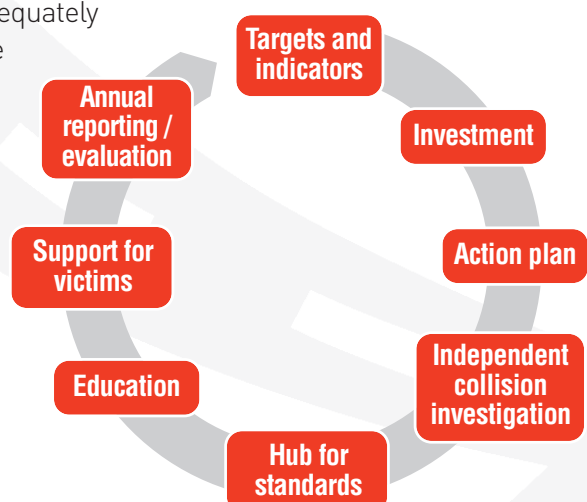 equately
e
Targets and
indicators
Investment
Action plan
Independent
collision
investigation
Hub for
standards
Education
Support for
victims
Annual
reporting /
evaluation